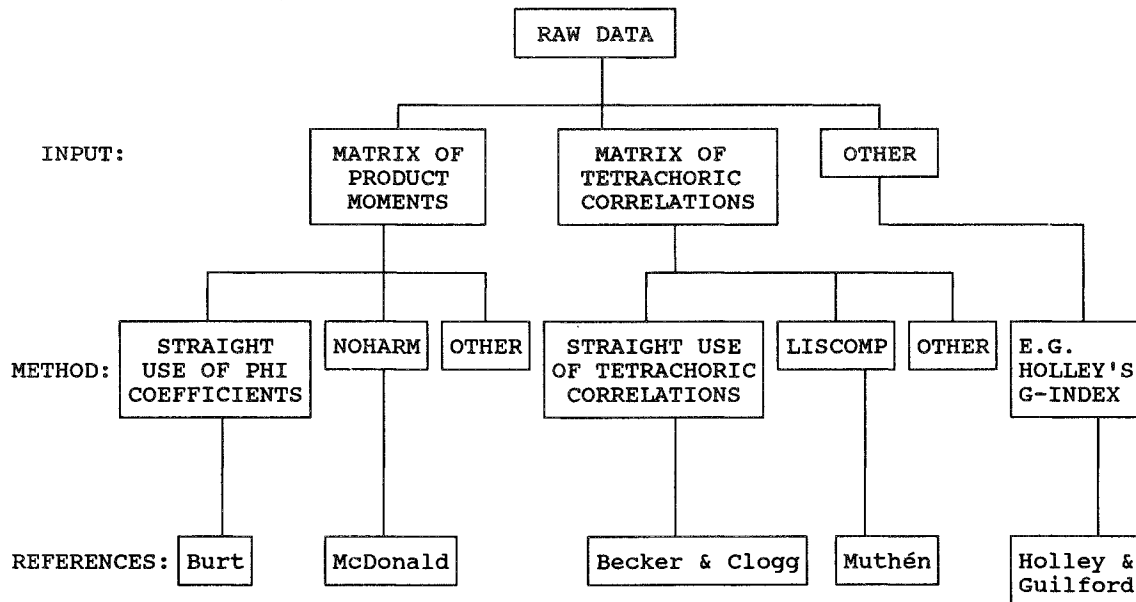 RAW DATA
INPUT:
MATRIX OF
PRODUCT
MOMENTS
MATRIX OF
TETRACHORIC
CORRELATIONS
OTHER
METHOD:
STRAIGHT
USE OF PHI
COEFFICIENTS
NOHARM
OTHER
STRAIGHT USE
OF TETRACHORIC
CORRELATIONS
LISCOMP
OTHER
E.G.
HOLLEY'S
G-INDEX
REFERENCES:
Burt
McDonald
Becker & Clogg
Muthén
Holley &
Guilford